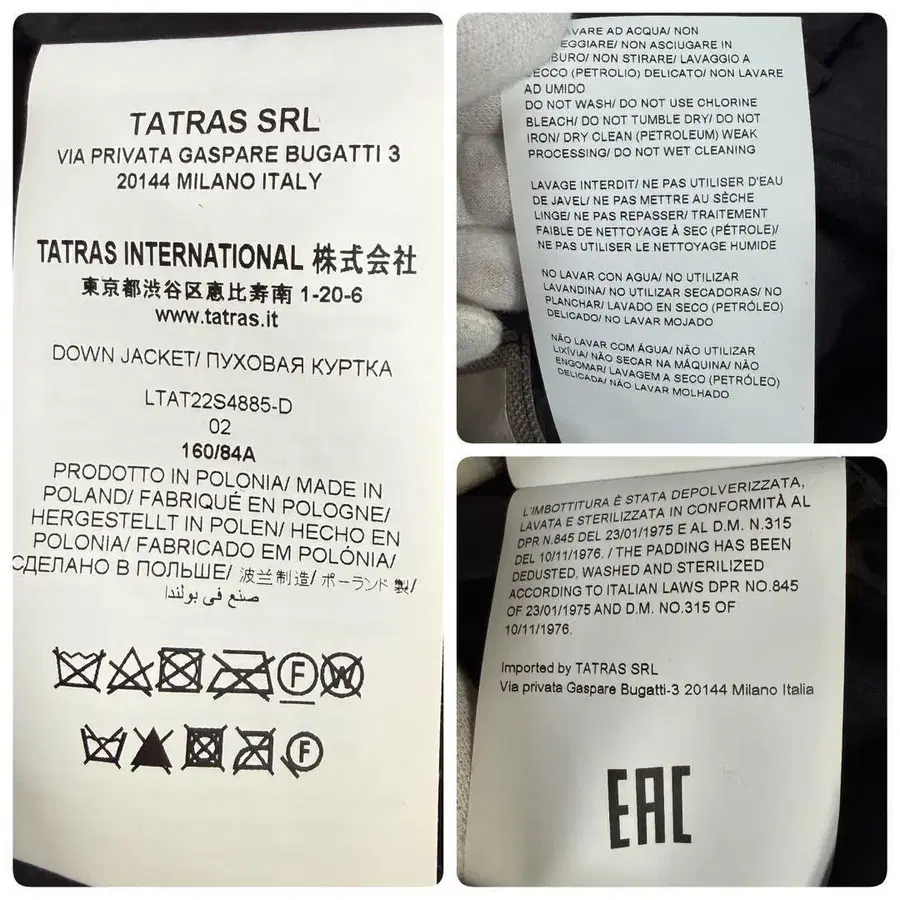 TATRAS SRL
VIA PRIVATA GASPARE BUGATTI 3
20144 MILANO ITALY
TATRAS INTERNATIONAL 株式会社
東京都渋谷区恵比寿南 1-20-6
www.tatras.it
DOWN JACKET/ ПУХОВАЯ КУРТКА
LTAT22S4885-D
02
160/84A
PRODOTTO IN POLONIA/ MADE IN
POLAND/ FABRIQUÉ EN POLOGNE/
HERGESTELLT IN POLEN/ HECHO EN
POLONIA/ FABRICADO EM POLÓNIA/
СДЕЛАНО В ПОЛЬШЕ/ 波兰制造/ ポーランド 製/
صنع في بولندا
F W
F
AVARE AD ACQUA/ NON
EGGIARE/ NON ASCIUGARE IN
BURO/ NON STIRARE/ LAVAGGIO A
SECCO (PETROLIO) DELICATO/ NON LAVARE
AD UMIDO
DO NOT WASH/ DO NOT USE CHLORINE
BLEACH/ DO NOT TUMBLE DRY/ DO NOT
IRON/ DRY CLEAN (PETROLEUM) WEAK
PROCESSING/ DO NOT WET CLEANING
LAVAGE INTERDIT/ NE PAS UTILISER D'EAU
DE JAVEL/ NE PAS METTRE AU SÈCHE
LINGE/ NE PAS REPASSER/ TRAITEMENT
FAIBLE DE NETTOYAGE À SEC (PÉTROLE)/
NE PAS UTILISER LE NETTOYAGE HUMIDE
NO LAVAR CON AGUA/ NO UTILIZAR
LAVANDINA/ NO UTILIZAR SECADORAS/ NO
PLANCHAR/ LAVADO EN SECO (PETRÓLEO)
DELICADO/ NO LAVAR MOJADO
NÃO LAVAR COM ÁGUA/ NÃO UTILIZAR
LIXÍVIA/ NÃO SECAR NA MÁQUINA/ NÃO
ENGOMAR/ LAVAGEM A SECO (PETRÓLEO)
DELICADA/ NÃO LAVAR MOLHADO
L'IMBOTTITURA È STATA DEPOLVERIZZATA,
LAVATA E STERILIZZATA IN CONFORMITÀ AL
DPR N.845 DEL 23/01/1975 E AL D.M. N.315
DEL 10/11/1976. / THE PADDING HAS BEEN
DEDUSTED, WASHED AND STERILIZED
ACCORDING TO ITALIAN LAWS DPR NO.845
OF 23/01/1975 AND D.M. NO.315 OF
10/11/1976.
Imported by TATRAS SRL
Via privata Gaspare Bugatti-3 20144 Milano Italia
EAC